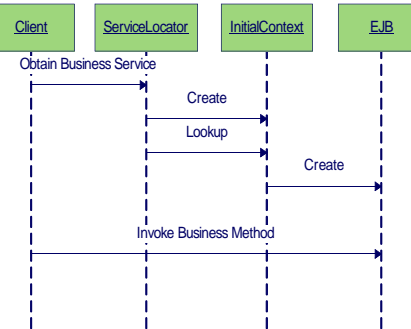 Client
ServiceLocator
InitialContext
EJB
Obtain Business Service
Create
Lookup
Create
Invoke Business Method